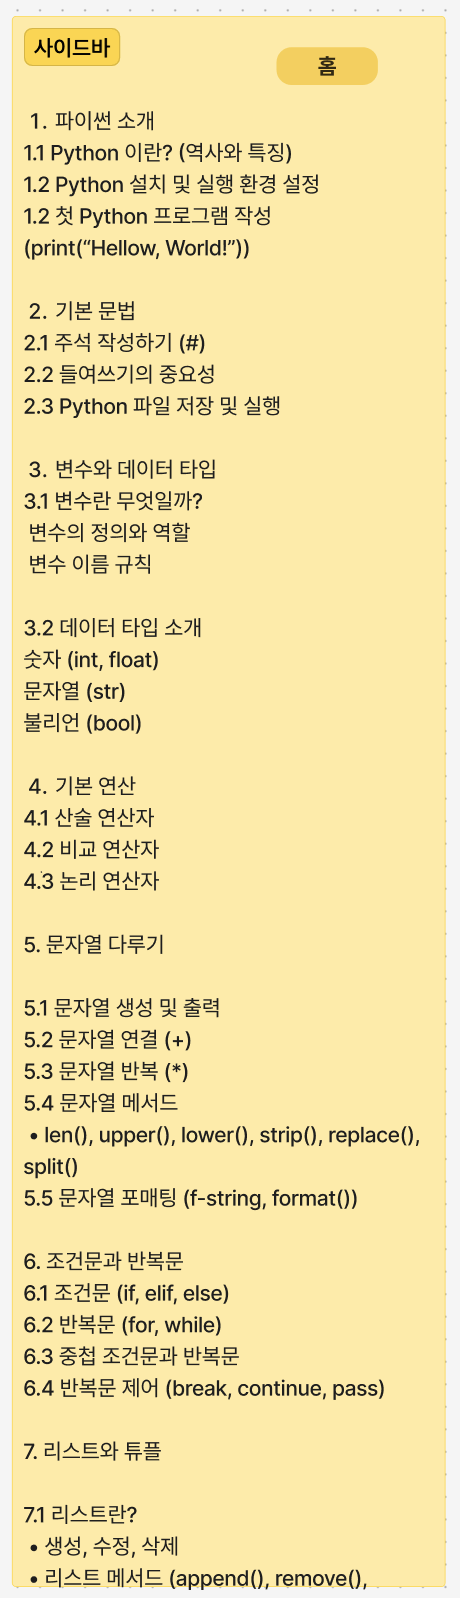 사이드바
홈
1. 파이썬 소개
1.1 Python 이란? (역사와 특징)
1.2 Python 설치 및 실행 환경 설정
1.2 첫 Python 프로그램 작성
(print(“Hellow, World!”))
2. 기본 문법
2.1 주석 작성하기 (#)
2.2 들여쓰기의 중요성
2.3 Python 파일 저장 및 실행
3. 변수와 데이터 타입
3.1 변수란 무엇일까?
변수의 정의와 역할
변수 이름 규칙
3.2 데이터 타입 소개
숫자 (int, float)
문자열 (str)
불리언 (bool)
4. 기본 연산
4.1 산술 연산자
4.2 비교 연산자
4.3 논리 연산자
5. 문자열 다루기
5.1 문자열 생성 및 출력
5.2 문자열 연결 (+)
5.3 문자열 반복 (*)
5.4 문자열 메서드
• len(), upper(), lower(), strip(), replace(),
split()
5.5 문자열 포매팅 (f-string, format())
6. 조건문과 반복문
6.1 조건문 (if, elif, else)
6.2 반복문 (for, while)
6.3 중첩 조건문과 반복문
6.4 반복문 제어 (break, continue, pass)
7. 리스트와 튜플
7.1 리스트란?
• 생성, 수정, 삭제
• 리스트 메서드 (append(), remove(),